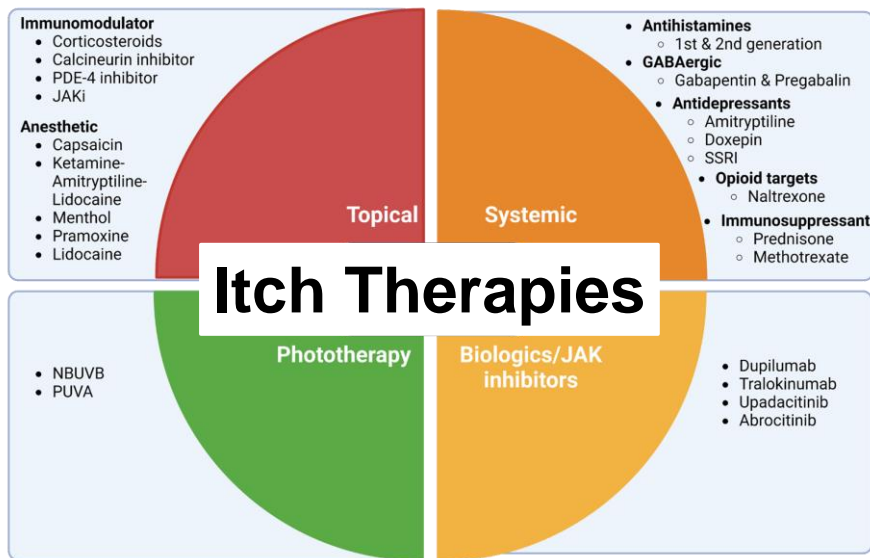 Immunomodulator
• Corticosteroids
• Calcineurin inhibitor
• PDE-4 inhibitor
• JAKi
Anesthetic
• Capsaicin
• Ketamine-
Amitryptiline-
Lidocaine
• Menthol
• Pramoxine
• Lidocaine
Topical
• Antihistamines
○ 1st & 2nd generation
• GABAergic
○ Gabapentin & Pregabalin
• Antidepressants
○ Amitryptiline
○ Doxepin
○ SSRI
• Opioid targets
○ Naltrexone
• Immunosuppressant
○ Prednisone
○ Methotrexate
Systemic
Itch Therapies
Phototherapy
• NBUVB
• PUVA
Biologics/JAK
inhibitors
• Dupilumab
• Tralokinumab
• Upadacitinib
• Abrocitinib